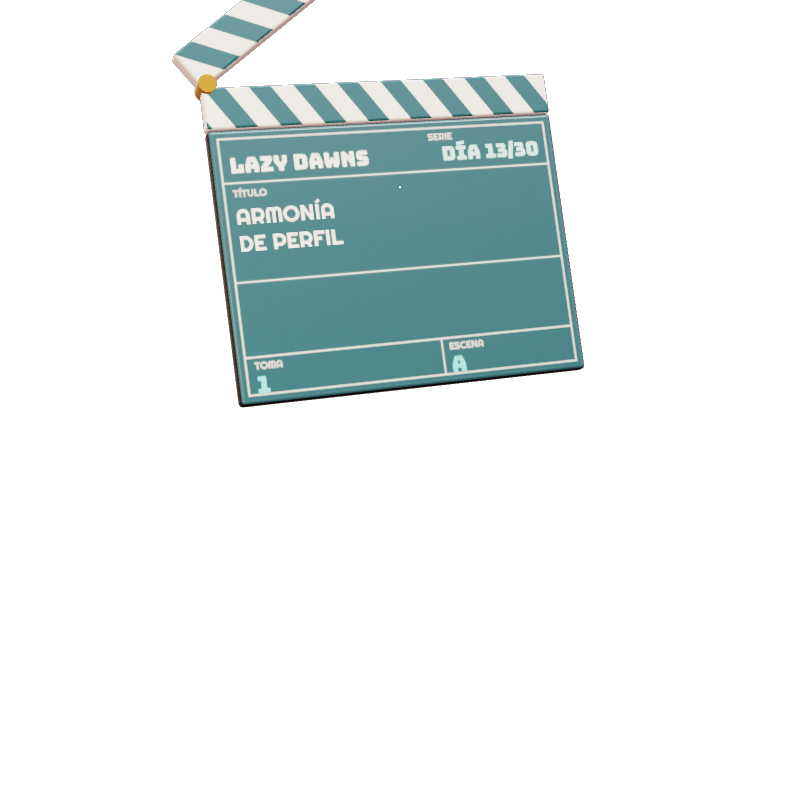 LAZY DAWNS
SERIE
DÍA 13/30
TÍTULO
ARMONÍA
DE PERFIL
TOMA
1
ESCENA
A